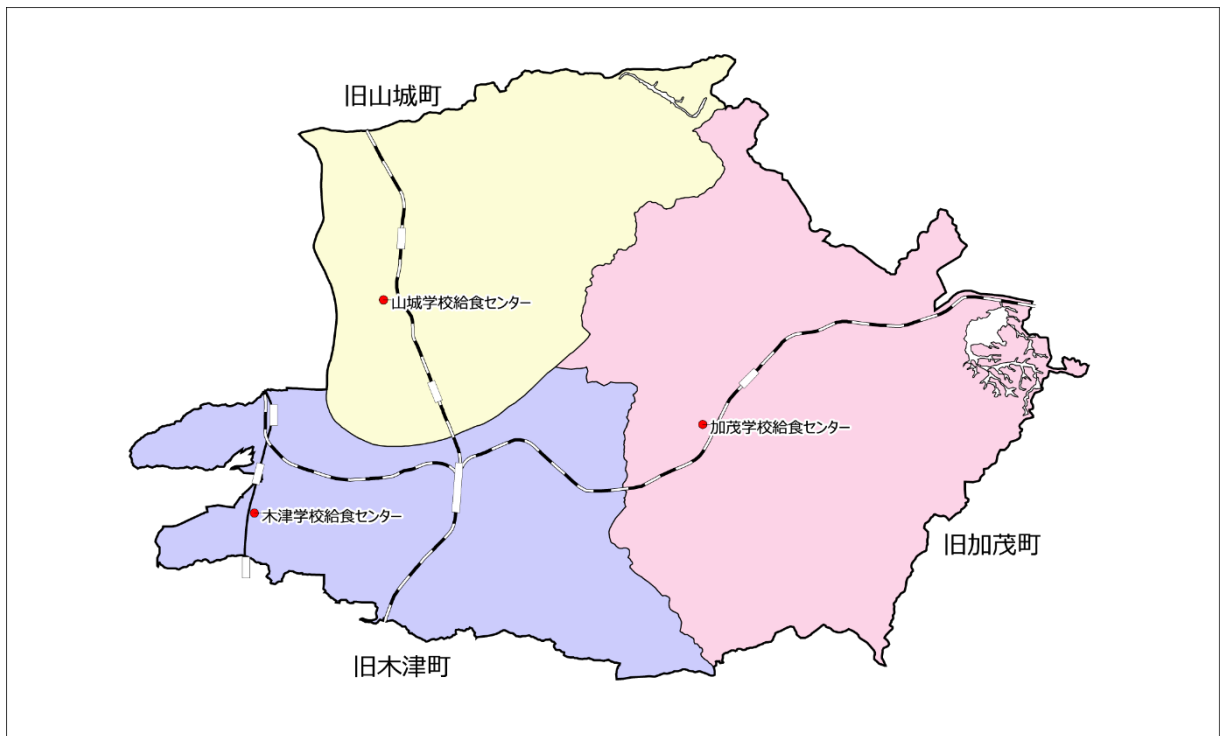 旧山城町
山城学校給食センター
加茂学校給食センター
木津学校給食センター
旧加茂町
旧木津町